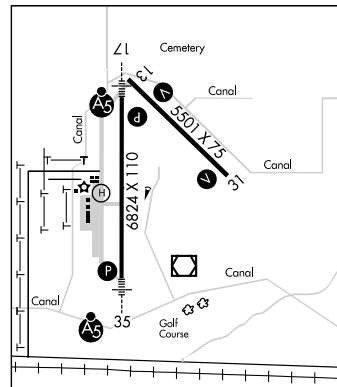 17
Cemetery
13
A5
V
P
Canal
Canal
5501 X 75
Canal
6824 X 110
H
V
31
P
Canal
Canal
A5
35
Golf
Course